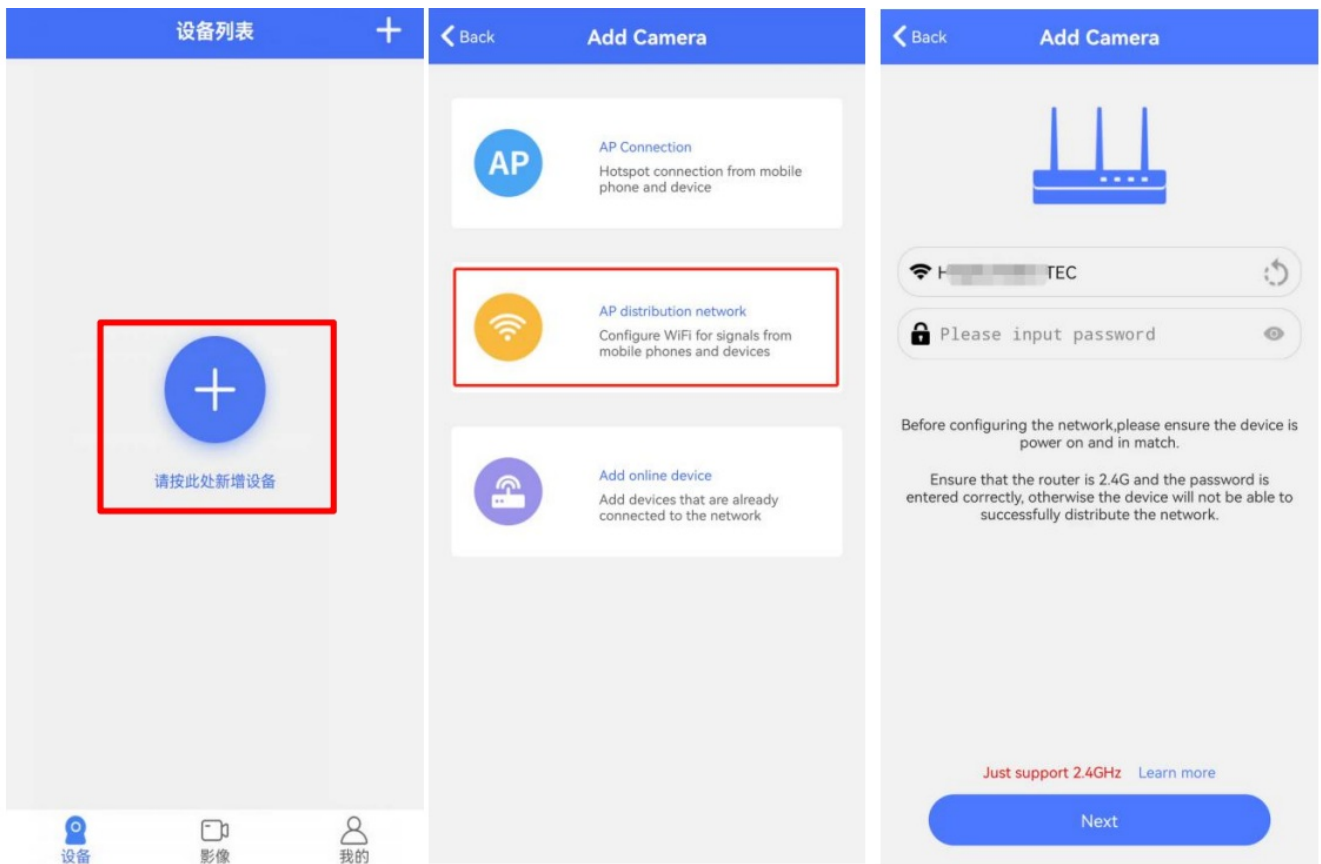 设备列表
请按此处新增设备
设备
影像
我的
Back
Add Camera
AP
AP Connection
Hotspot connection from mobile
phone and device
AP distribution network
Configure WiFi for signals from
mobile phones and devices
Add online device
Add devices that are already
connected to the network
Back
Add Camera
H TEC
Please input password
Before configuring the network,please ensure the device is
power on and in match.
Ensure that the router is 2.4G and the password is
entered correctly, otherwise the device will not be able to
successfully distribute the network.
Just support 2.4GHz Learn more
Next